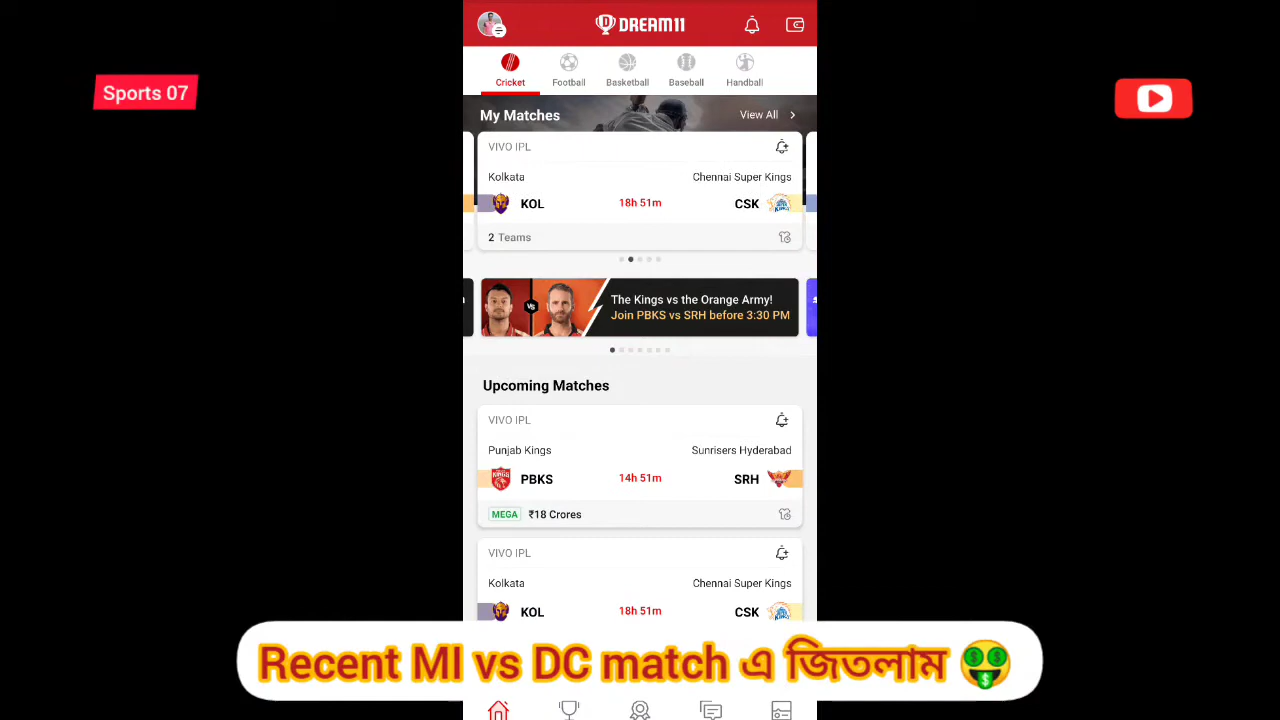 DREAM11
Sports 07
Cricket
Football
Basketball
Baseball
Handball
My Matches
View All
VIVO IPL
Kolkata
Chennai Super Kings
KOL
18h 51m
CSK
2 Teams
VS
The Kings vs the Orange Army!
Join PBKS vs SRH before 3:30 PM
Upcoming Matches
VIVO IPL
Punjab Kings
Sunrisers Hyderabad
PBKS
14h 51m
SRH
MEGA ₹18 Crores
VIVO IPL
Kolkata
Chennai Super Kings
KOL
18h 51m
CSK
Recent MI vs DC match এ জিতলাম